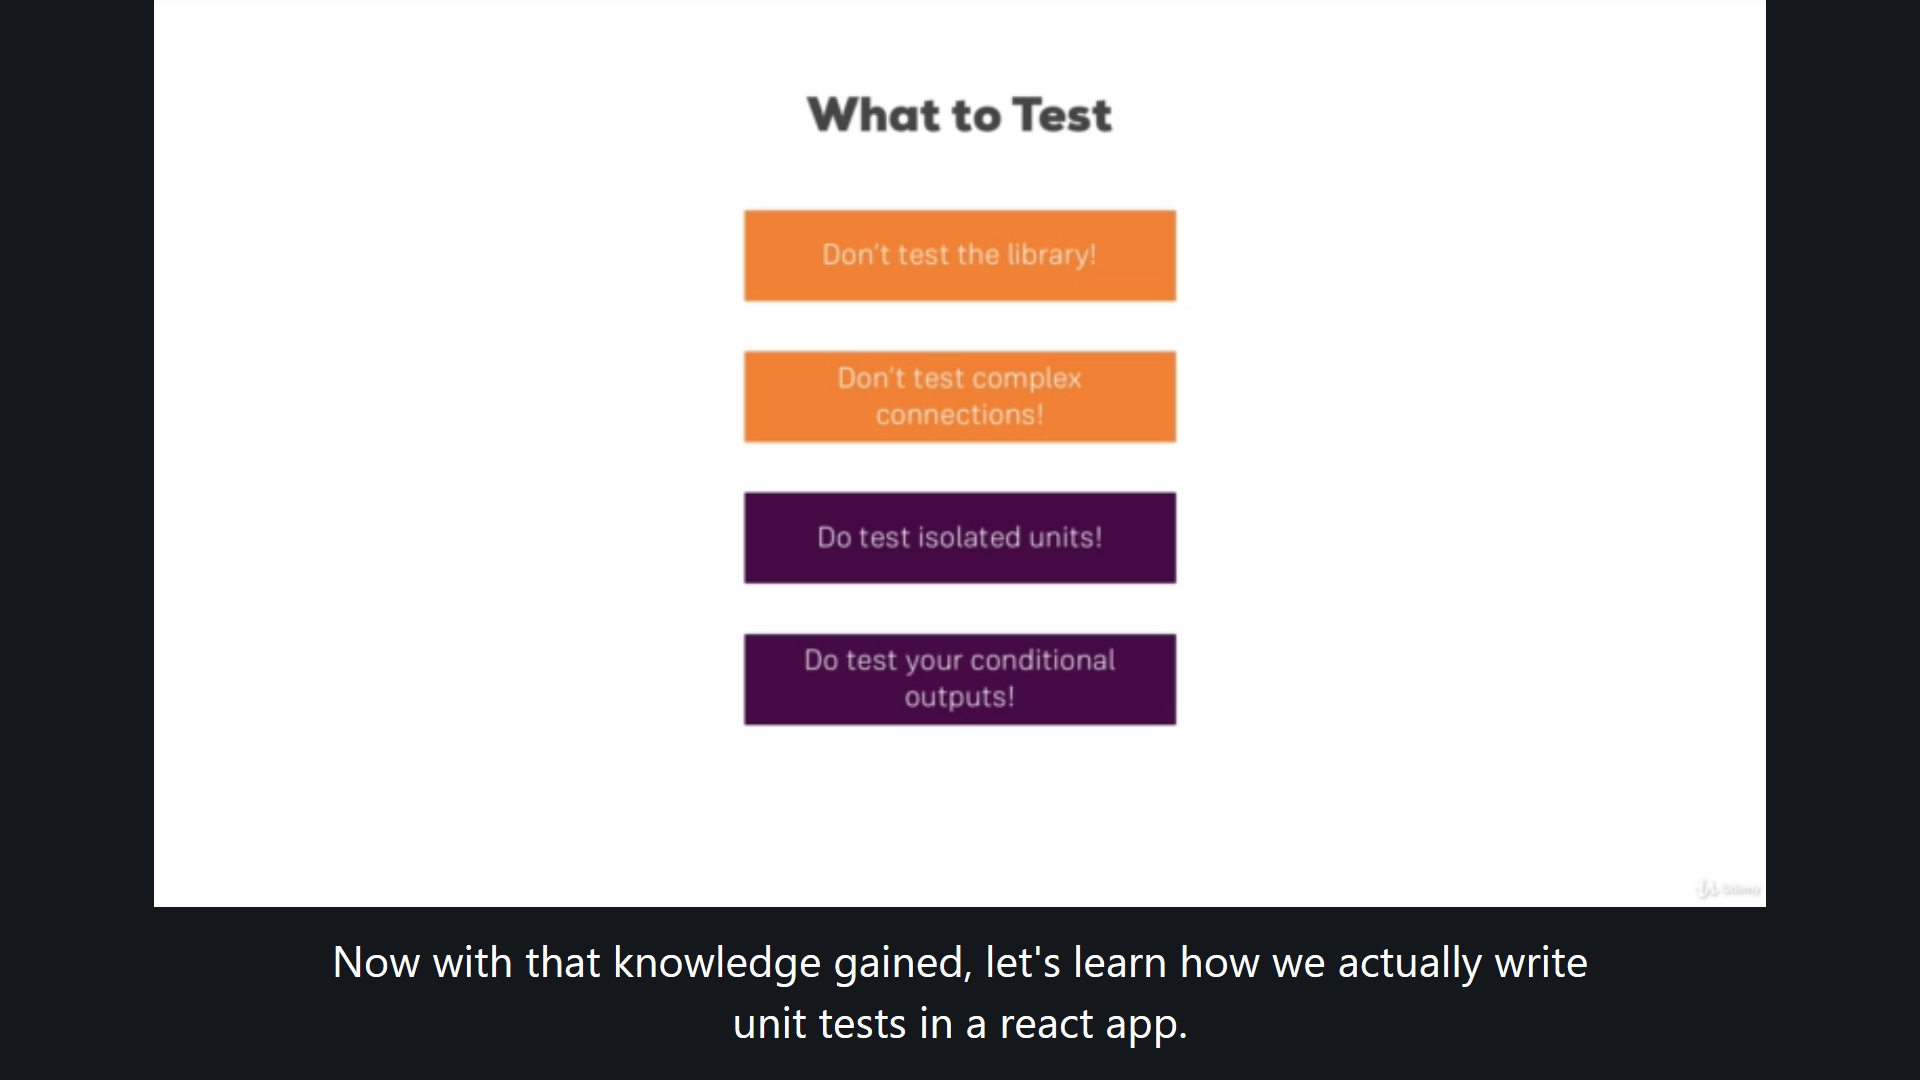 What to Test
Don't test the library!
Don't test complex
connections!
Do test isolated units!
Do test your conditional
outputs!
Udemy
Now with that knowledge gained, let's learn how we actually write
unit tests in a react app.